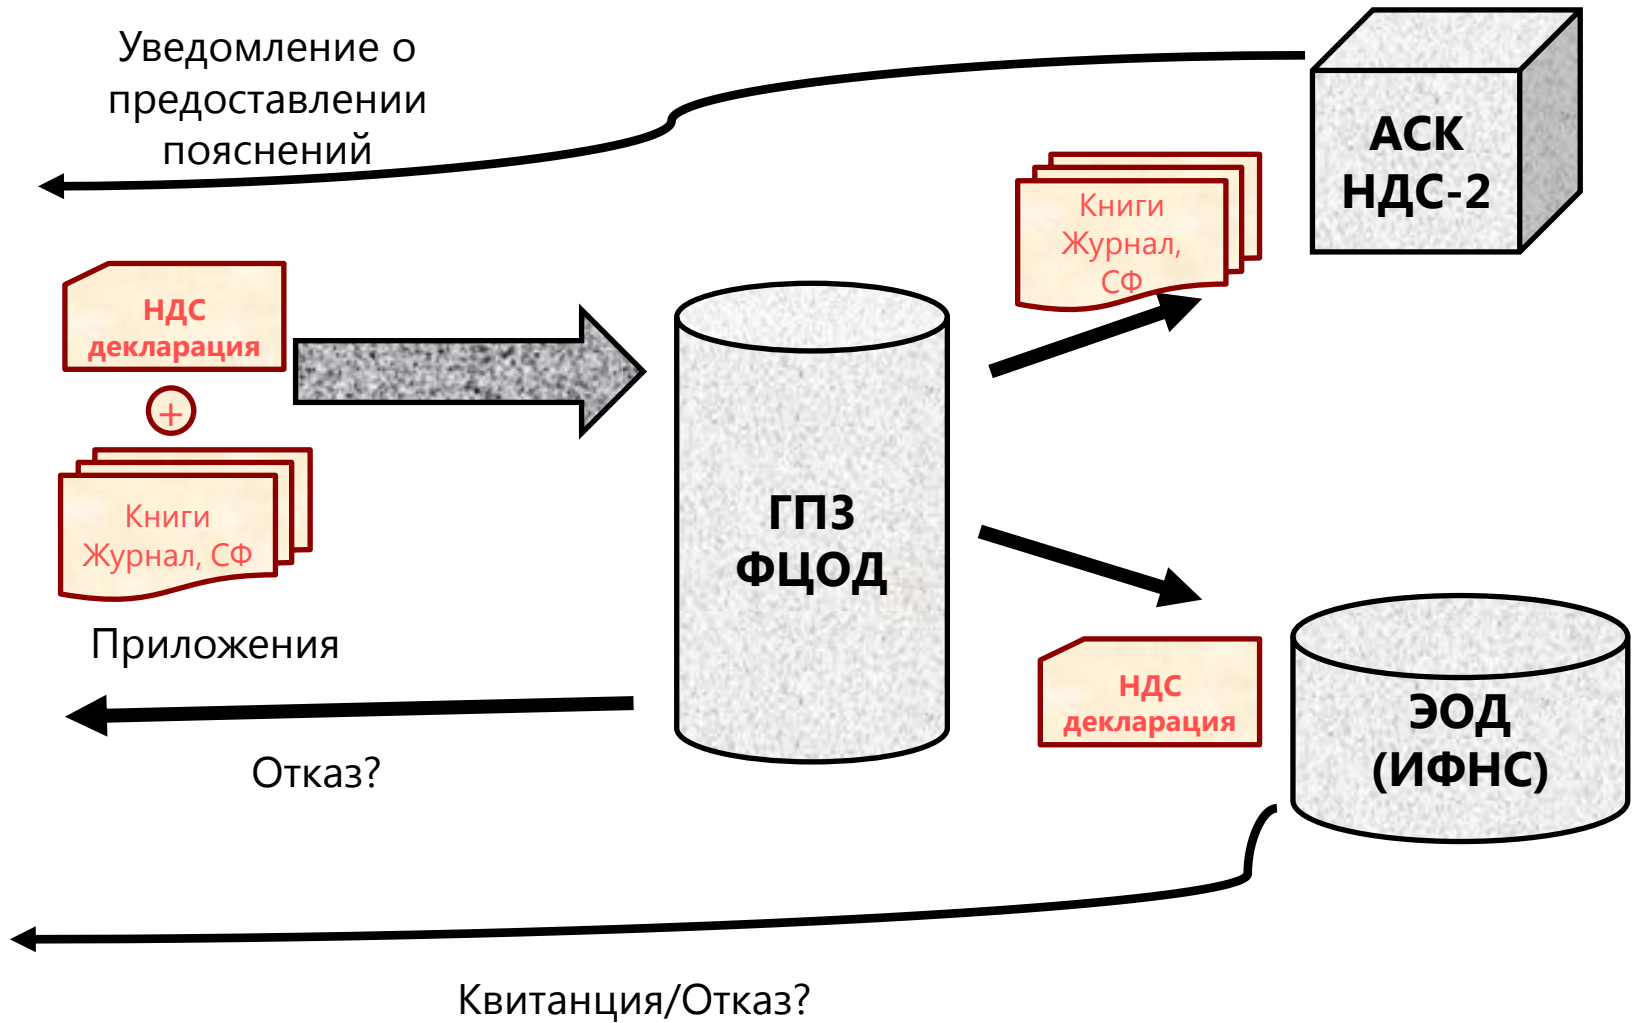 Уведомление о
предоставлении
пояснений
АСК
НДС-2
Книги
Журнал,
СФ
НДС
декларация
+
Книги
Журнал, СФ
Приложения
ГПЗ
ФЦОД
НДС
декларация
ЭОД
(ИФНС)
Отказ?
Квитанция/Отказ?